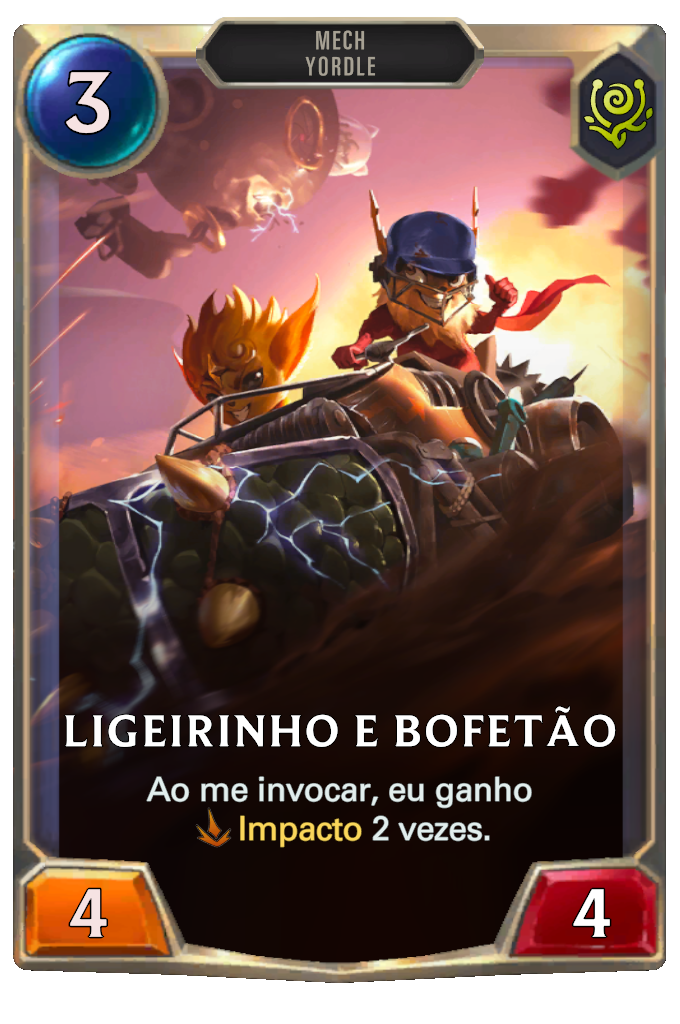 MECH
YORDLE
3
LIGEIRINHO E BOFETÃO
Ao me invocar, eu ganho
Impacto 2 vezes.
4
4